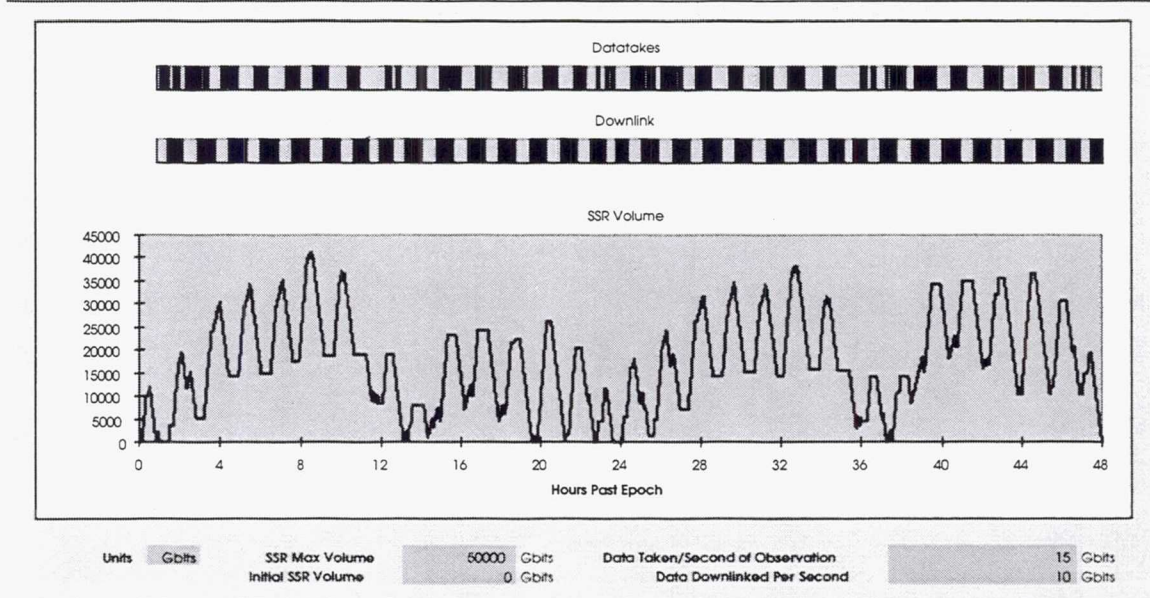 Datatakes
Downlink
SSR Volume
45000
40000
35000
30000
25000
20000
15000
10000
5000
0
0 4 8 12 16 20 24 28 32 36 40 44 48
Hours Past Epoch
Units Gbits SSR Max Volume 50000 Gbits Data Taken/Second of Observation 15 Gbits
Initial SSR Volume 0 Gbits Data Downlinked Per Second 10 Gbits